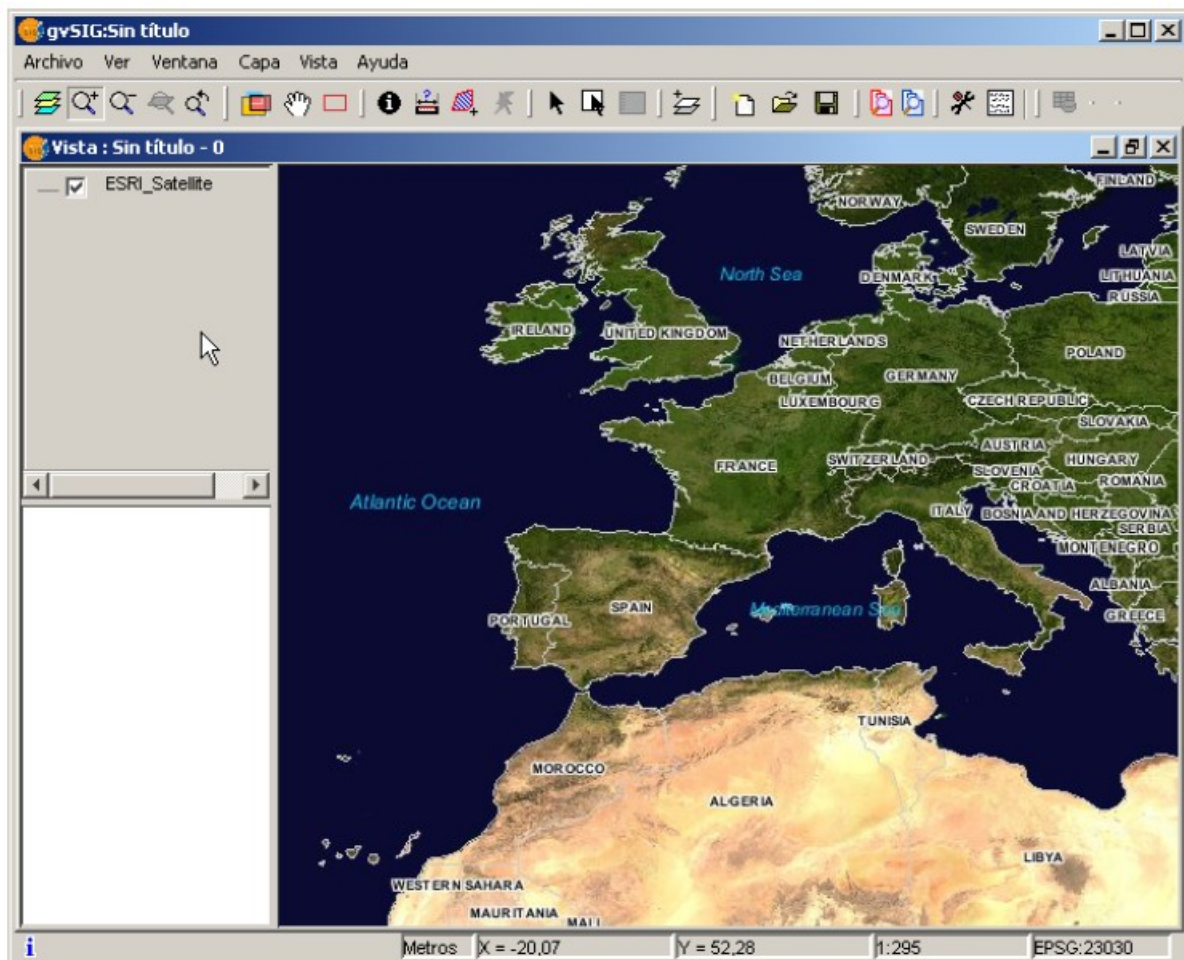 gvSIG:Sin título
Archivo Ver Ventana Capa Vista Ayuda
Vista : Sin título - 0
ESRI_Satellite
FINLAND
NORWAY
SWEDEN
LATVIA
North Sea
DENMARK
LITHUANIA
RUSSIA
IRELAND
UNITED KINGDOM
NETHERLANDS
POLAND
BELGIUM
GERMANY
LUXEMBOURG
CZECH REPUBLIC
SLOVAKIA
AUSTRIA
FRANCE
SWITZERLAND
HUNGARY
SLOVENIA
CROATIA
ROMANIA
Atlantic Ocean
ITALY
BOSNIA AND HERZEGOVINA
SERBIA
MONTENEGRO
ALBANIA
SPAIN
Mediterranean Sea
PORTUGAL
GREECE
TUNISIA
MOROCCO
ALGERIA
LIBYA
WESTERN SAHARA
MAURITANIA
MALI
Metros X = -20,07 Y = 52,28 1:295 EPSG:23030